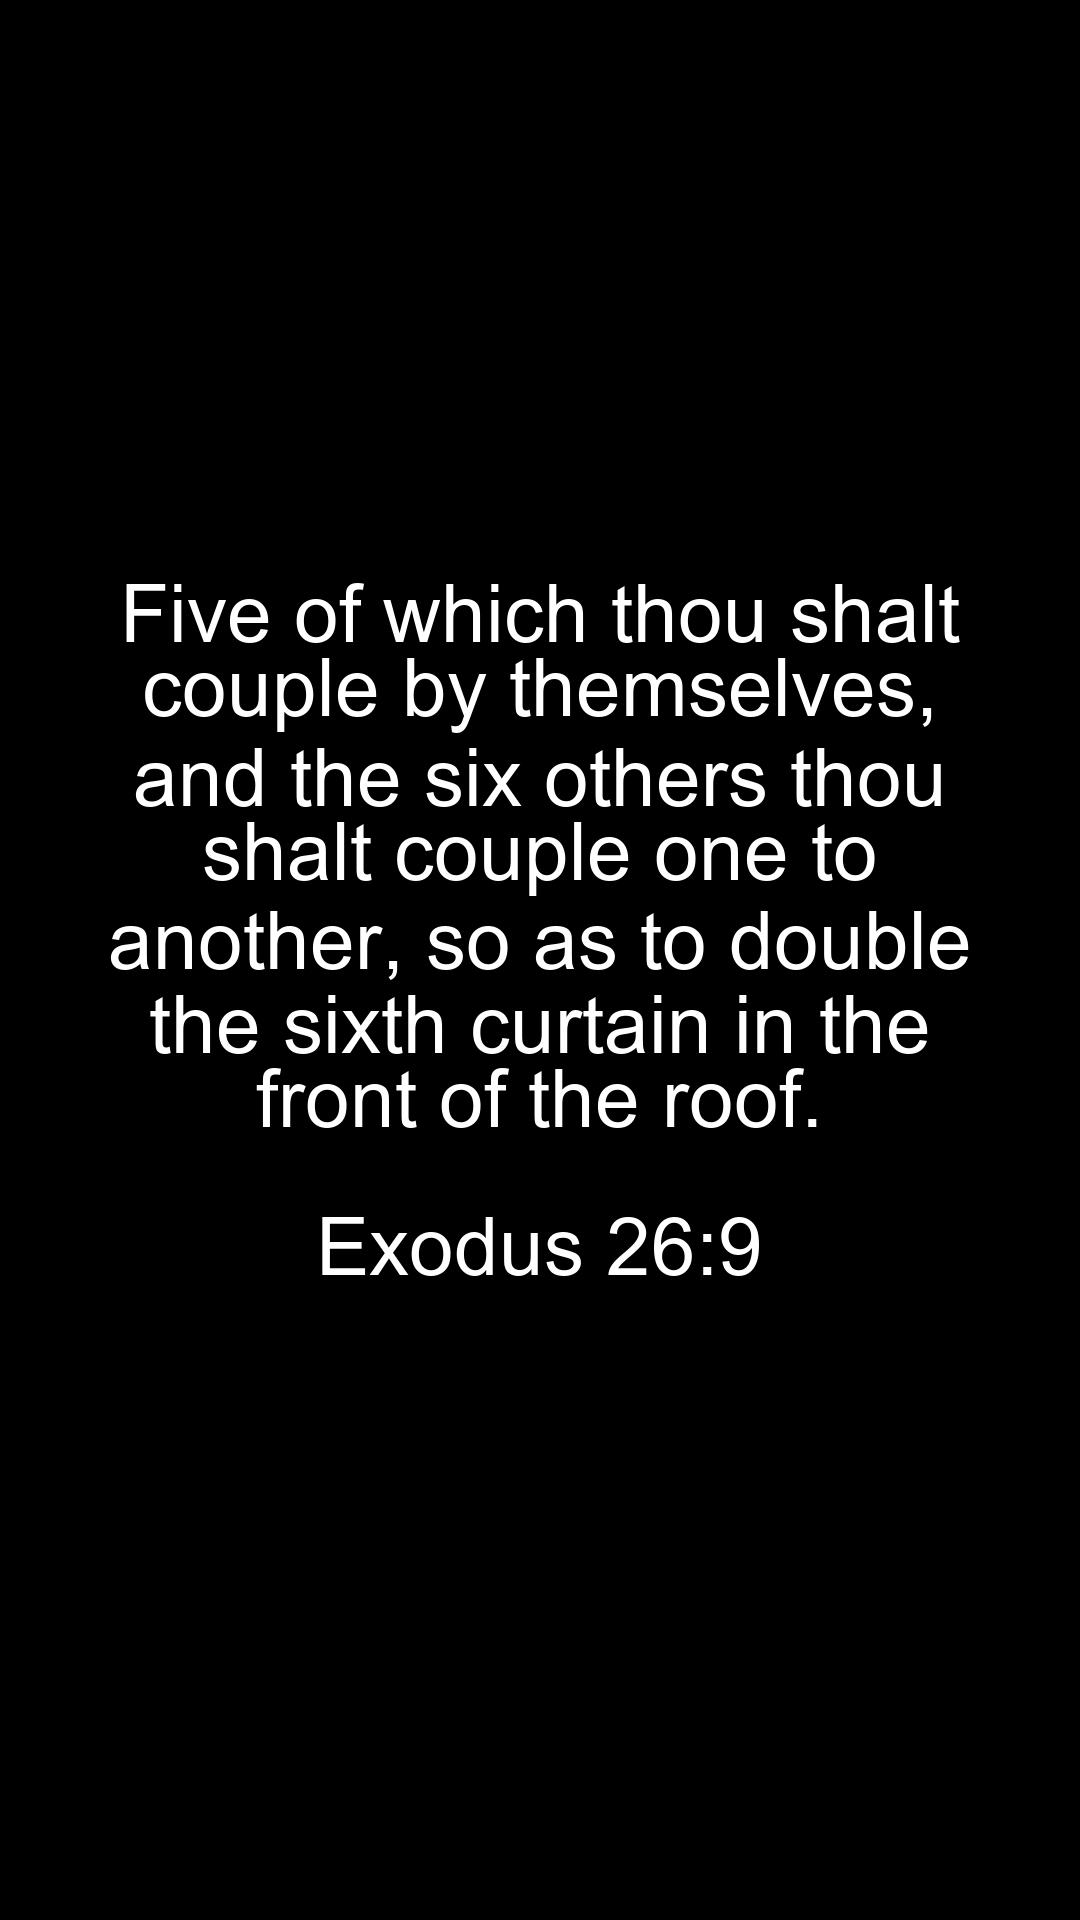 Five of which thou shalt
couple by themselves,
and the six others thou
shalt couple one to
another, so as to double
the sixth curtain in the
front of the roof.
Exodus 26:9